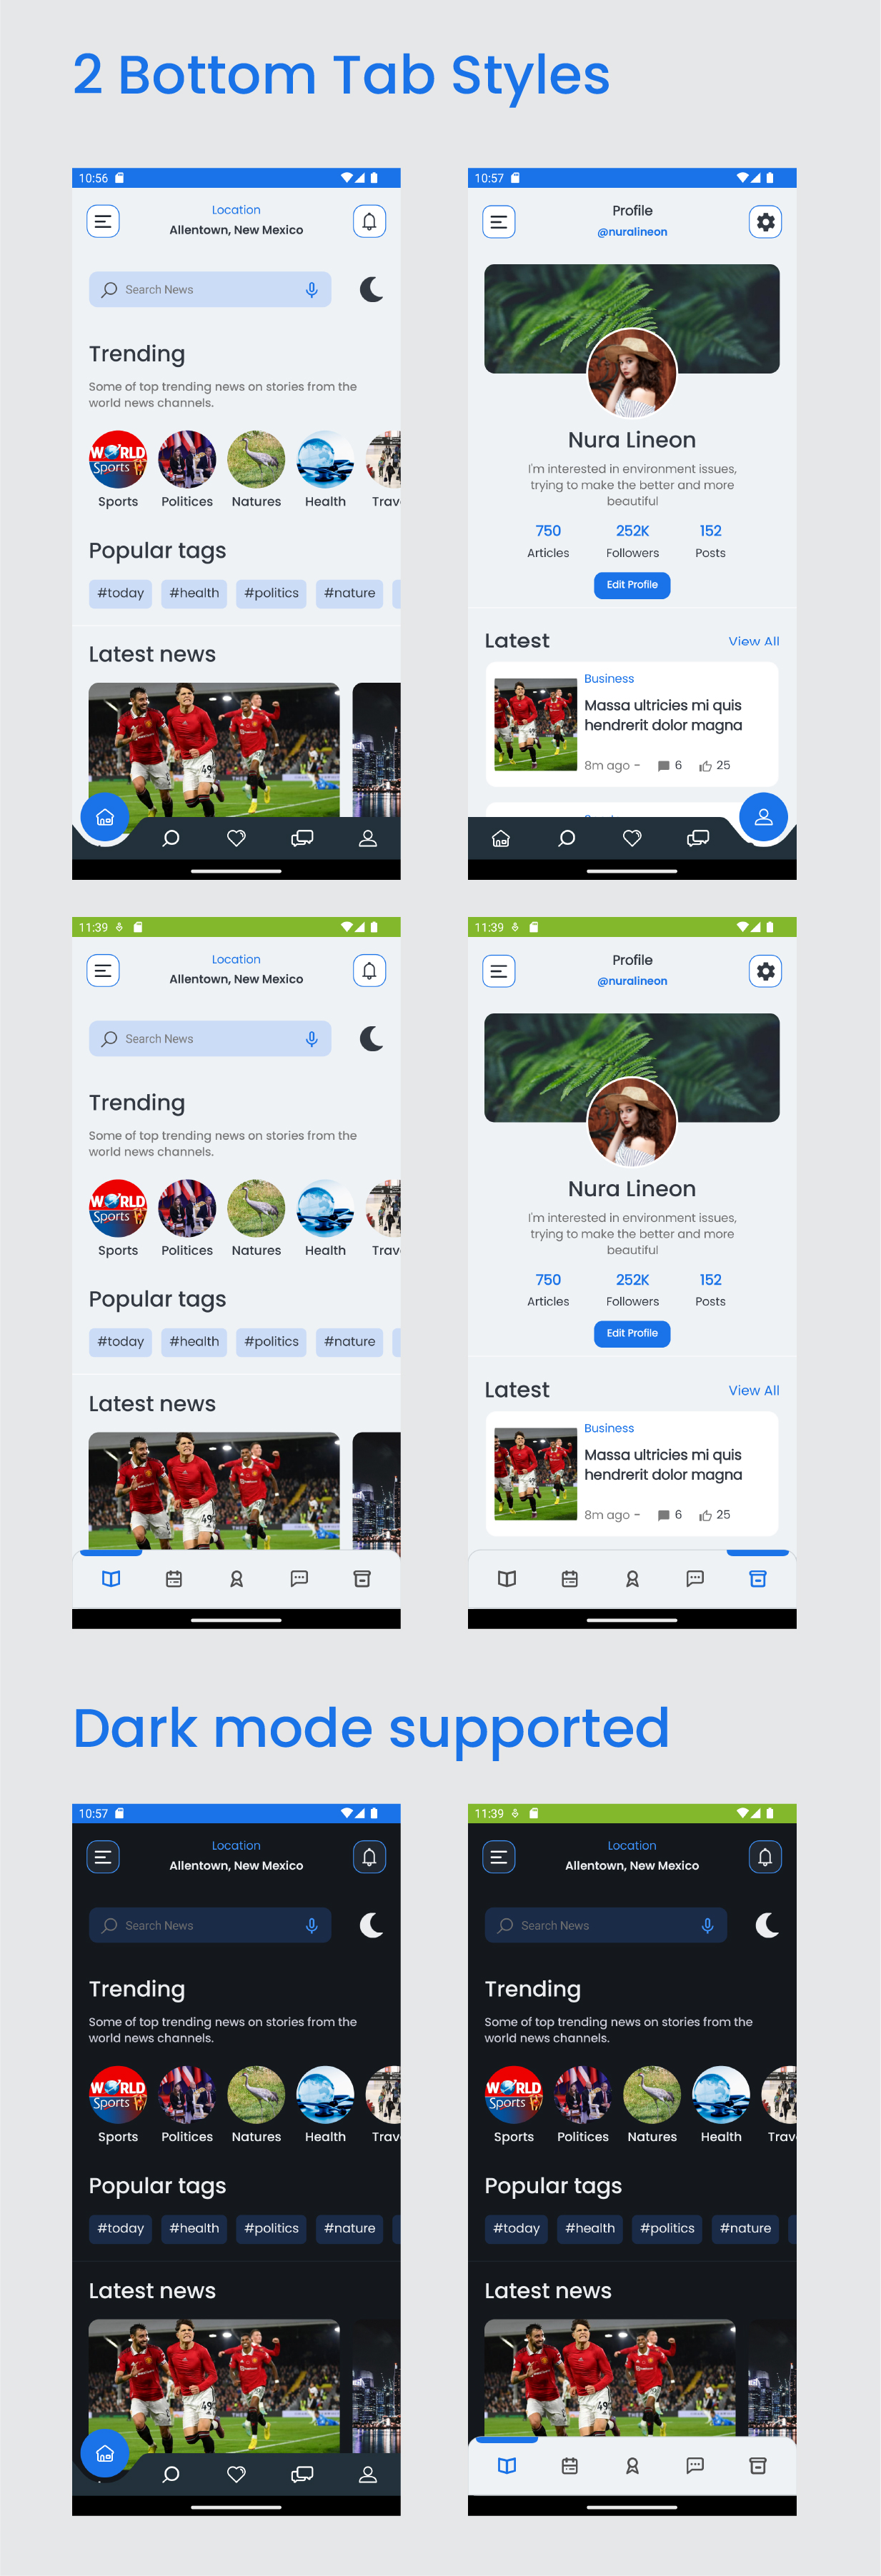 2 Bottom Tab Styles
10:56
Location
Allentown, New Mexico
Search News
Trending
Some of top trending news on stories from the
world news channels.
WORLD
Sports
Sports Politices Natures Health Trav
Popular tags
#today #health #politics #nature
Latest news
49
10:57
Profile
@nuralineon
Nura Lineon
I'm interested in environment issues,
trying to make the better and more
beautiful
750 252K 152
Articles Followers Posts
Edit Profile
Latest View All
Business
Massa ultricies mi quis
hendrerit dolor magna
8m ago - 6 25
11:39
Location
Allentown, New Mexico
Search News
Trending
Some of top trending news on stories from the
world news channels.
WORLD
Sports
Sports Politices Natures Health Trav
Popular tags
#today #health #politics #nature
Latest news
11:39
Profile
@nuralineon
Nura Lineon
I'm interested in environment issues,
trying to make the better and more
beautiful
750 252K 152
Articles Followers Posts
Edit Profile
Latest View All
Business
Massa ultricies mi quis
hendrerit dolor magna
8m ago - 6 25
Dark mode supported
10:57
Location
Allentown, New Mexico
Search News
Trending
Some of top trending news on stories from the
world news channels.
WORLD
Sports
Sports Politices Natures Health Trav
Popular tags
#today #health #politics #nature
Latest news
49
11:39
Location
Allentown, New Mexico
Search News
Trending
Some of top trending news on stories from the
world news channels.
WORLD
Sports
Sports Politices Natures Health Trav
Popular tags
#today #health #politics #nature
Latest news
49